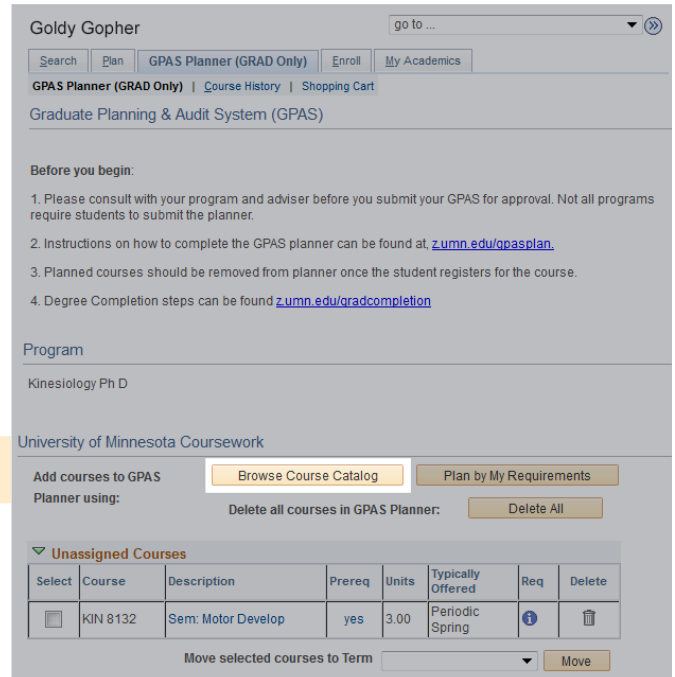 Goldy Gopher
go to ...
Search Plan GPAS Planner (GRAD Only) Enroll My Academics
GPAS Planner (GRAD Only) | Course History | Shopping Cart
Graduate Planning & Audit System (GPAS)
Before you begin:
1. Please consult with your program and adviser before you submit your GPAS for approval. Not all programs
require students to submit the planner.
2. Instructions on how to complete the GPAS planner can be found at, z.umn.edu/gpasplan.
3. Planned courses should be removed from planner once the student registers for the course.
4. Degree Completion steps can be found z.umn.edu/gradcompletion
Program
Kinesiology Ph D
University of Minnesota Coursework
Add courses to GPAS
Planner using:
Browse Course Catalog
Plan by My Requirements
Delete all courses in GPAS Planner:
Delete All
Unassigned Courses
Select Course Description Prereq Units Typically Offered Req Delete
KIN 8132 Sem: Motor Develop yes 3.00 Periodic Spring
Move selected courses to Term
Move